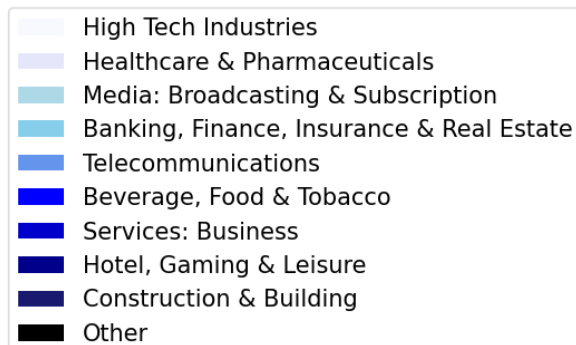 High Tech Industries
Healthcare & Pharmaceuticals
Media: Broadcasting & Subscription
Banking, Finance, Insurance & Real Estate
Telecommunications
Beverage, Food & Tobacco
Services: Business
Hotel, Gaming & Leisure
Construction & Building
Other